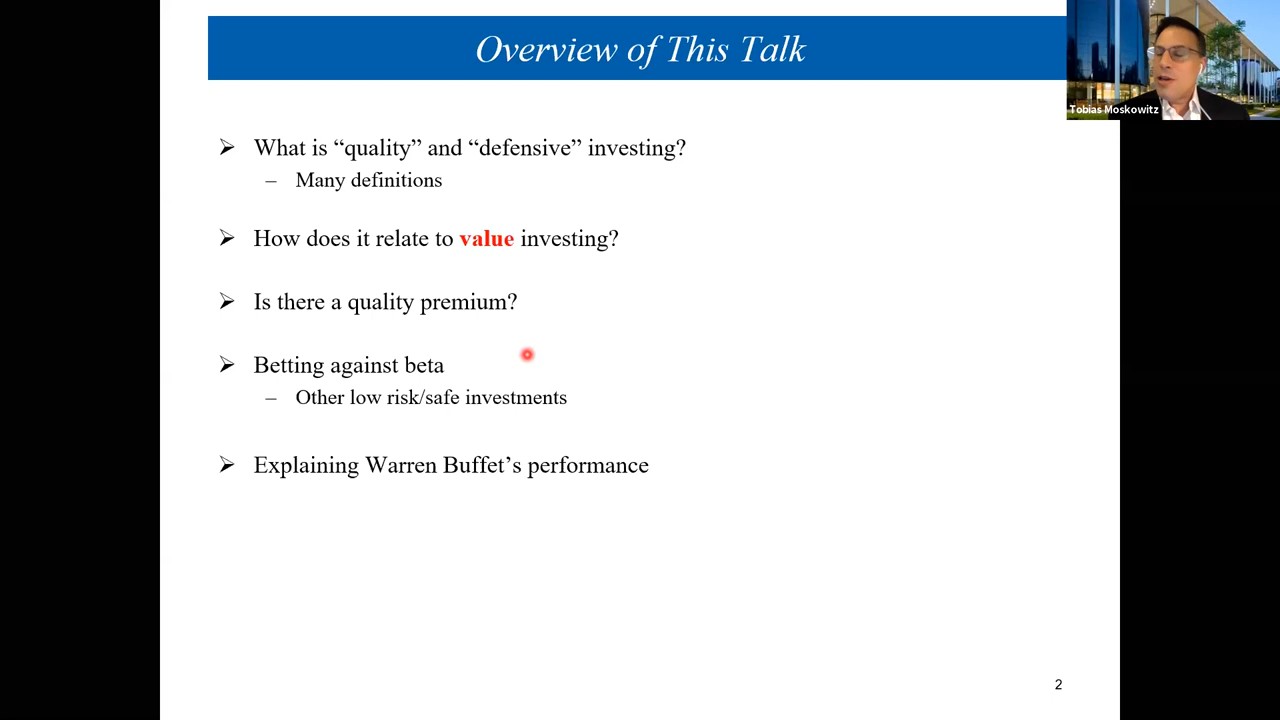 Overview of This Talk
Tobias Moskowitz
➢ What is “quality” and “defensive” investing?
– Many definitions
➢ How does it relate to value investing?
➢ Is there a quality premium?
➢ Betting against beta
– Other low risk/safe investments
➢ Explaining Warren Buffet’s performance
2